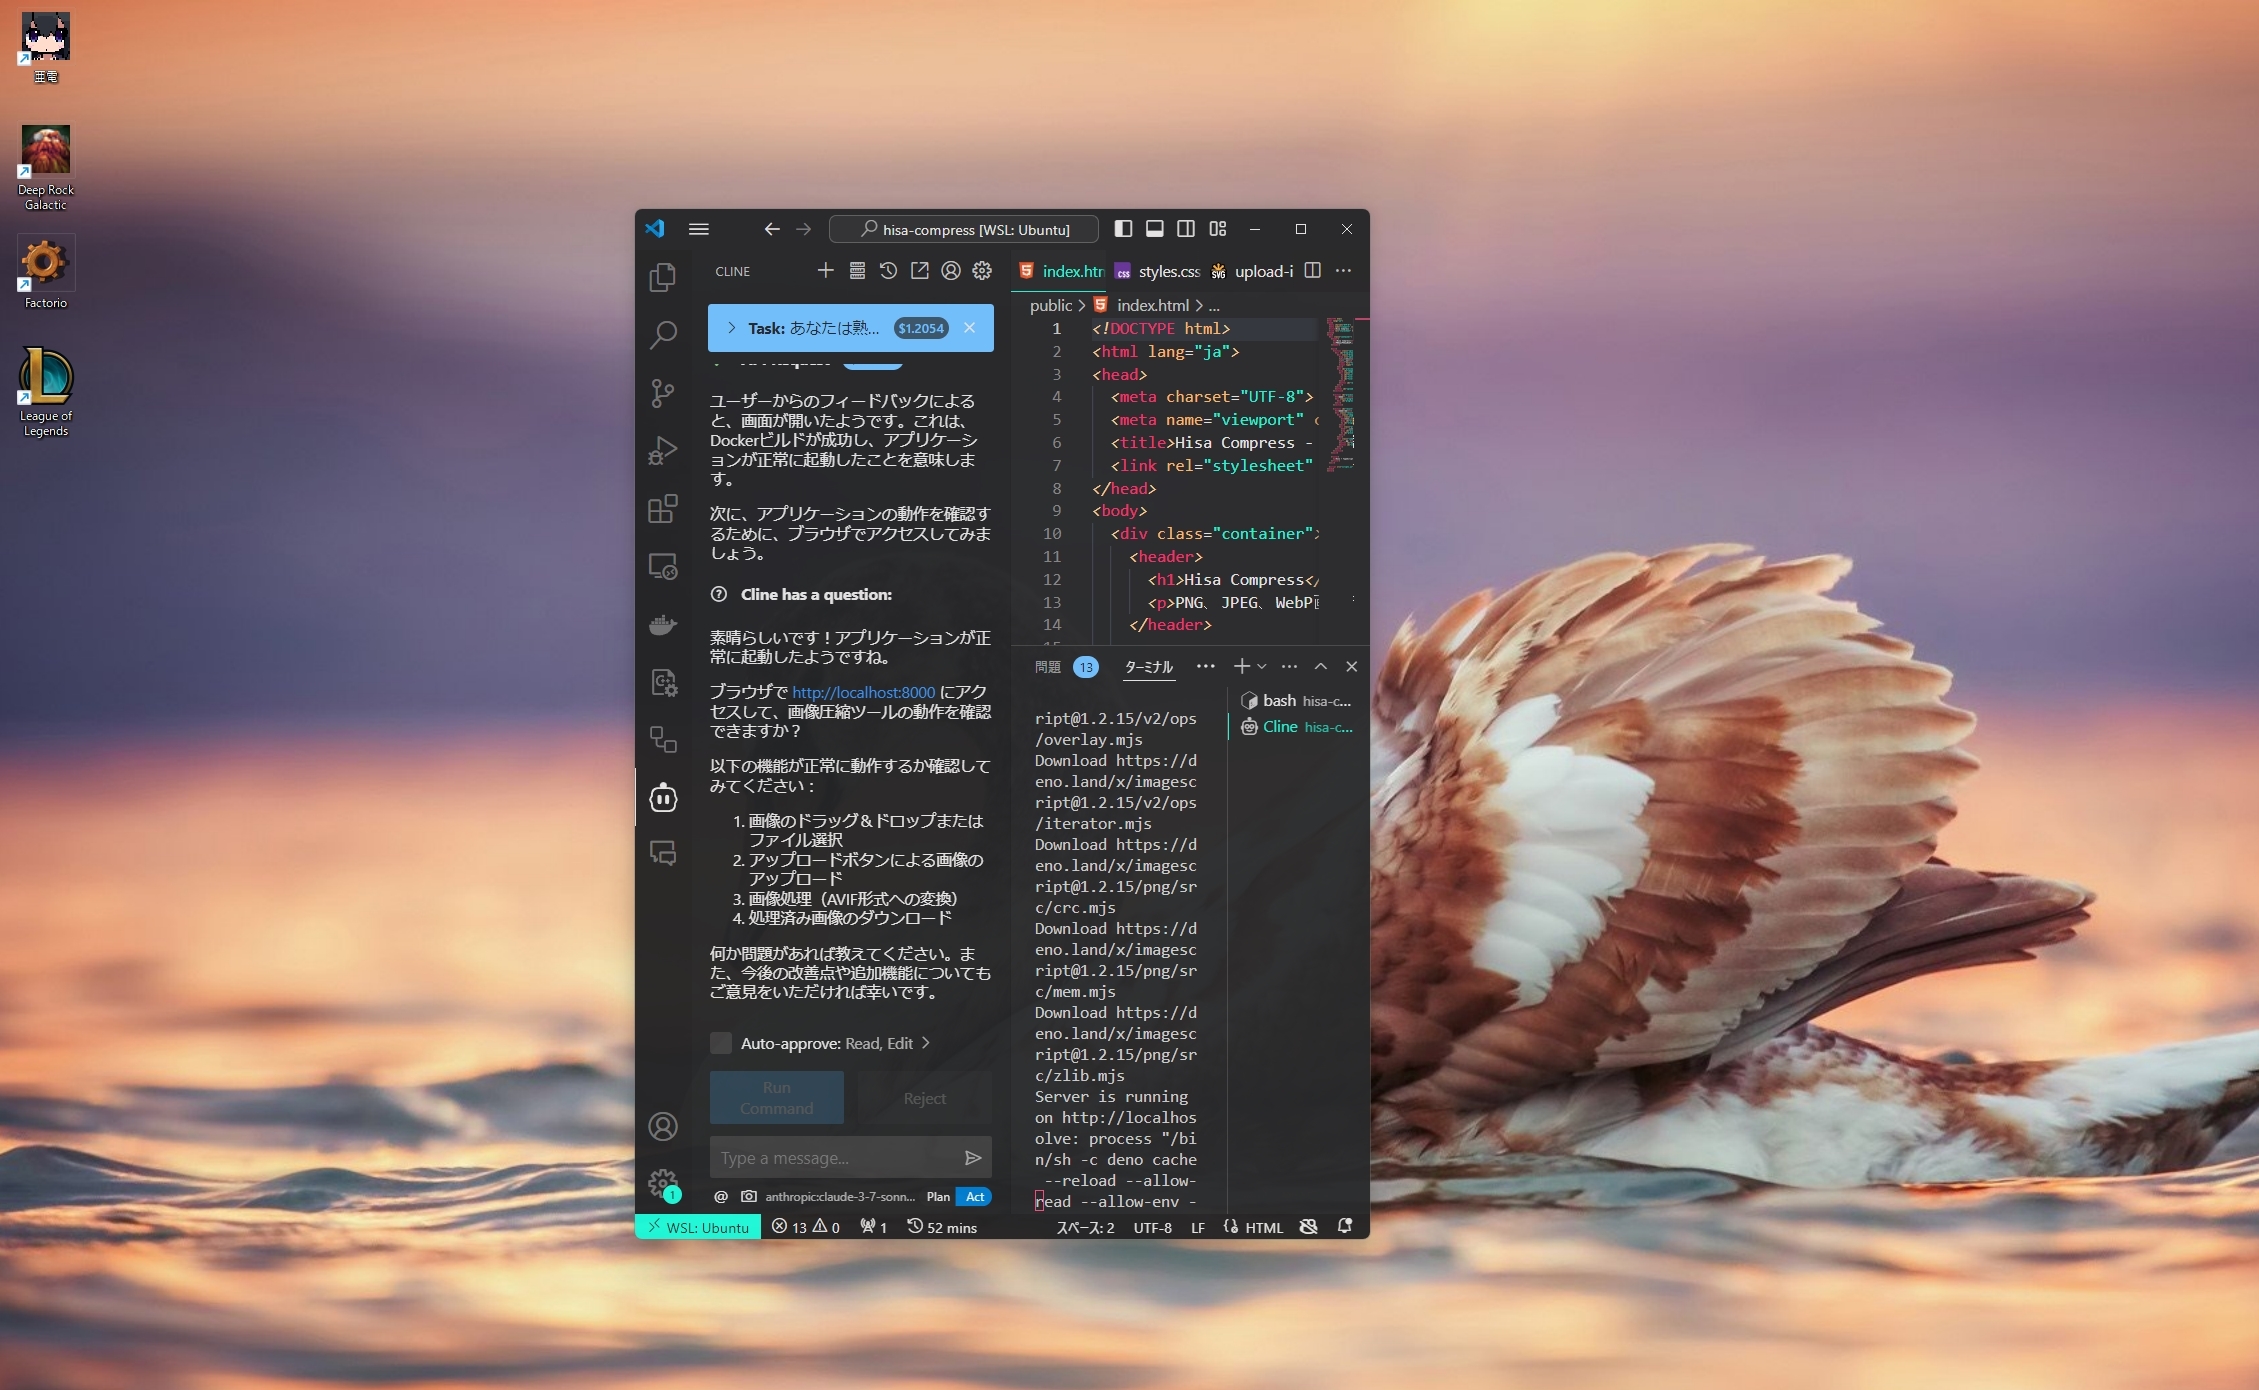 亜電
Deep Rock
Galactic
Factorio
League of
Legends
hisa-compress [WSL: Ubuntu]
CLINE
Task: あなたは熟... $1.2054
ユーザーからのフィードバックによる
と、画面が開いたようです。これは、
Dockerビルドが成功し、アプリケーシ
ョンが正常に起動したことを意味しま
す。
次に、アプリケーションの動作を確認す
るために、ブラウザでアクセスしてみま
しょう。
Cline has a question:
素晴らしいです！アプリケーションが正
常に起動したようですね。
ブラウザで http://localhost:8000 にアク
セスして、画像圧縮ツールの動作を確認
できますか？
以下の機能が正常に動作するか確認して
みてください：
1. 画像のドラッグ＆ドロップまたは
ファイル選択
2. アップロードボタンによる画像の
アップロード
3. 画像処理（AVIF形式への変換）
4. 処理済み画像のダウンロード
何か問題があれば教えてください。ま
た、今後の改善点や追加機能についても
ご意見をいただければ幸いです。
Auto-approve: Read, Edit
Run
Command
Reject
Type a message...
@ anthropic:claude-3-7-sonn... Plan Act
index.htm styles.css upload-i
public > index.html > ...
1 <!DOCTYPE html>
2 <html lang="ja">
3 <head>
4 <meta charset="UTF-8">
5 <meta name="viewport" c
6 <title>Hisa Compress -
7 <link rel="stylesheet"
8 </head>
9 <body>
10 <div class="container">
11 <header>
12 <h1>Hisa Compress</
13 <p>PNG、JPEG、WebP
14 </header>
問題 13 ターミナル
bash hisa-c...
Cline hisa-c...
ript@1.2.15/v2/ops
/overlay.mjs
Download https://d
eno.land/x/imagesc
ript@1.2.15/v2/ops
/iterator.mjs
Download https://d
eno.land/x/imagesc
ript@1.2.15/png/sr
c/crc.mjs
Download https://d
eno.land/x/imagesc
ript@1.2.15/png/sr
c/mem.mjs
Download https://d
eno.land/x/imagesc
ript@1.2.15/png/sr
c/zlib.mjs
Server is running
on http://localhos
olve: process "/bi
n/sh -c deno cache
--reload --allow-
read --allow-env -
1
WSL: Ubuntu 13 0 1 52 mins スペース: 2 UTF-8 LF HTML